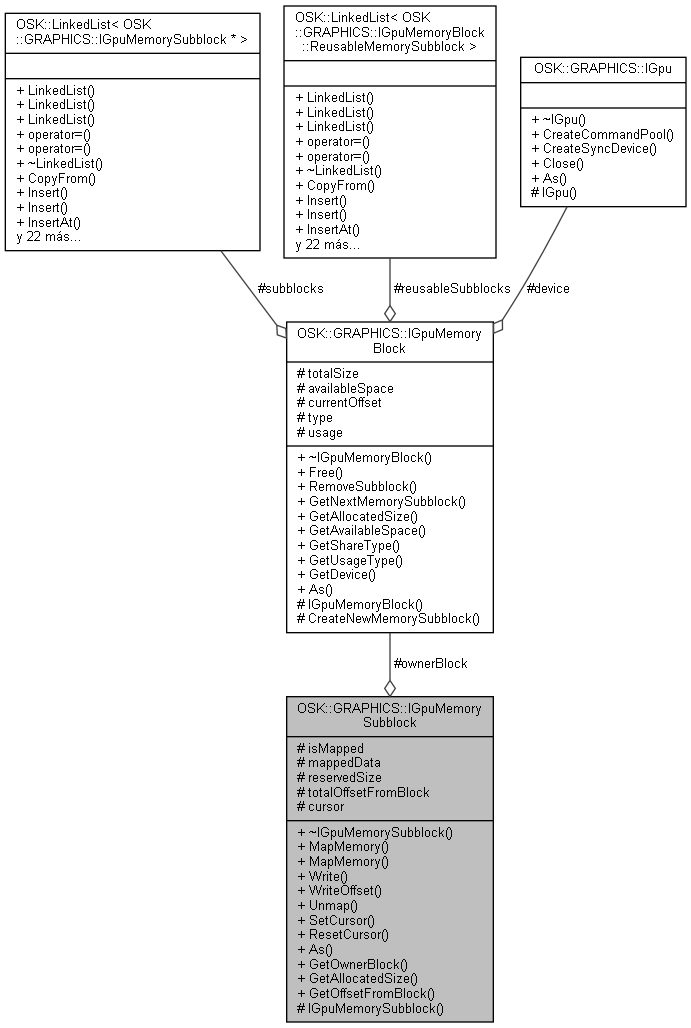 OSK::LinkedList< OSK
::GRAPHICS::IGpuMemorySubblock * >
+ LinkedList()
+ LinkedList()
+ LinkedList()
+ operator=()
+ operator=()
+ ~LinkedList()
+ CopyFrom()
+ Insert()
+ Insert()
+ InsertAt()
y 22 más...
OSK::LinkedList< OSK
::GRAPHICS::IGpuMemoryBlock
::ReusableMemorySubblock >
+ LinkedList()
+ LinkedList()
+ LinkedList()
+ operator=()
+ operator=()
+ ~LinkedList()
+ CopyFrom()
+ Insert()
+ Insert()
+ InsertAt()
y 22 más...
OSK::GRAPHICS::IGpu
+ ~IGpu()
+ CreateCommandPool()
+ CreateSyncDevice()
+ Close()
+ As()
# IGpu()
#subblocks
#reusableSubblocks
#device
OSK::GRAPHICS::IGpuMemory
Block
# totalSize
# availableSpace
# currentOffset
# type
# usage
+ ~IGpuMemoryBlock()
+ Free()
+ RemoveSubblock()
+ GetNextMemorySubblock()
+ GetAllocatedSize()
+ GetAvailableSpace()
+ GetShareType()
+ GetUsageType()
+ GetDevice()
+ As()
# IGpuMemoryBlock()
# CreateNewMemorySubblock()
#ownerBlock
OSK::GRAPHICS::IGpuMemory
Subblock
# isMapped
# mappedData
# reservedSize
# totalOffsetFromBlock
# cursor
+ ~IGpuMemorySubblock()
+ MapMemory()
+ MapMemory()
+ Write()
+ WriteOffset()
+ Unmap()
+ SetCursor()
+ ResetCursor()
+ As()
+ GetOwnerBlock()
+ GetAllocatedSize()
+ GetOffsetFromBlock()
# IGpuMemorySubblock()